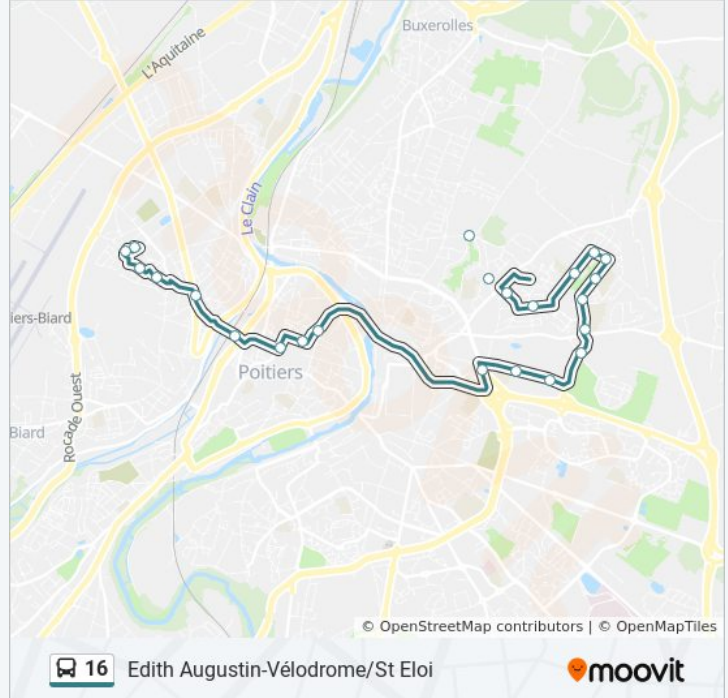 Buxerolles
L'Aquitaine
Le Clain
iers-Biard
Poitiers
Rocade Ouest
Biard
© OpenStreetMap contributors | © OpenMapTiles
16 Edith Augustin-Vélodrome/St Eloi
moovit